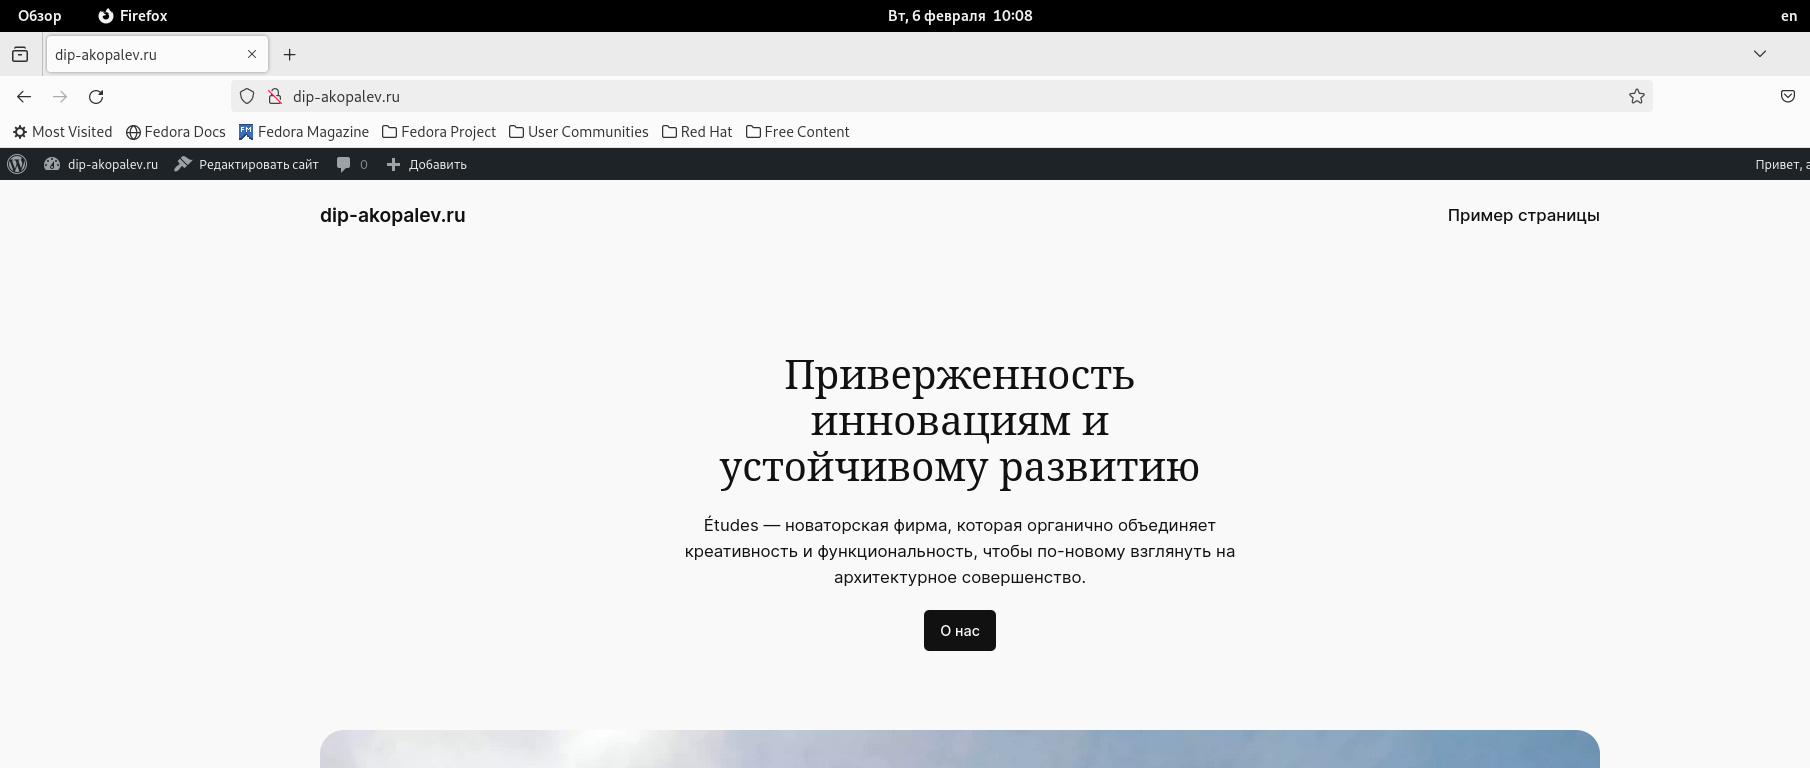 Обзор Firefox Вт, 6 февраля 10:08 en
dip-akopalev.ru
dip-akopalev.ru
Most Visited Fedora Docs Fedora Magazine Fedora Project User Communities Red Hat Free Content
dip-akopalev.ru Редактировать сайт 0 Добавить Привет,
dip-akopalev.ru Пример страницы
Приверженность
инновациям и
устойчивому развитию
Études — новаторская фирма, которая органично объединяет
креативность и функциональность, чтобы по-новому взглянуть на
архитектурное совершенство.
О нас